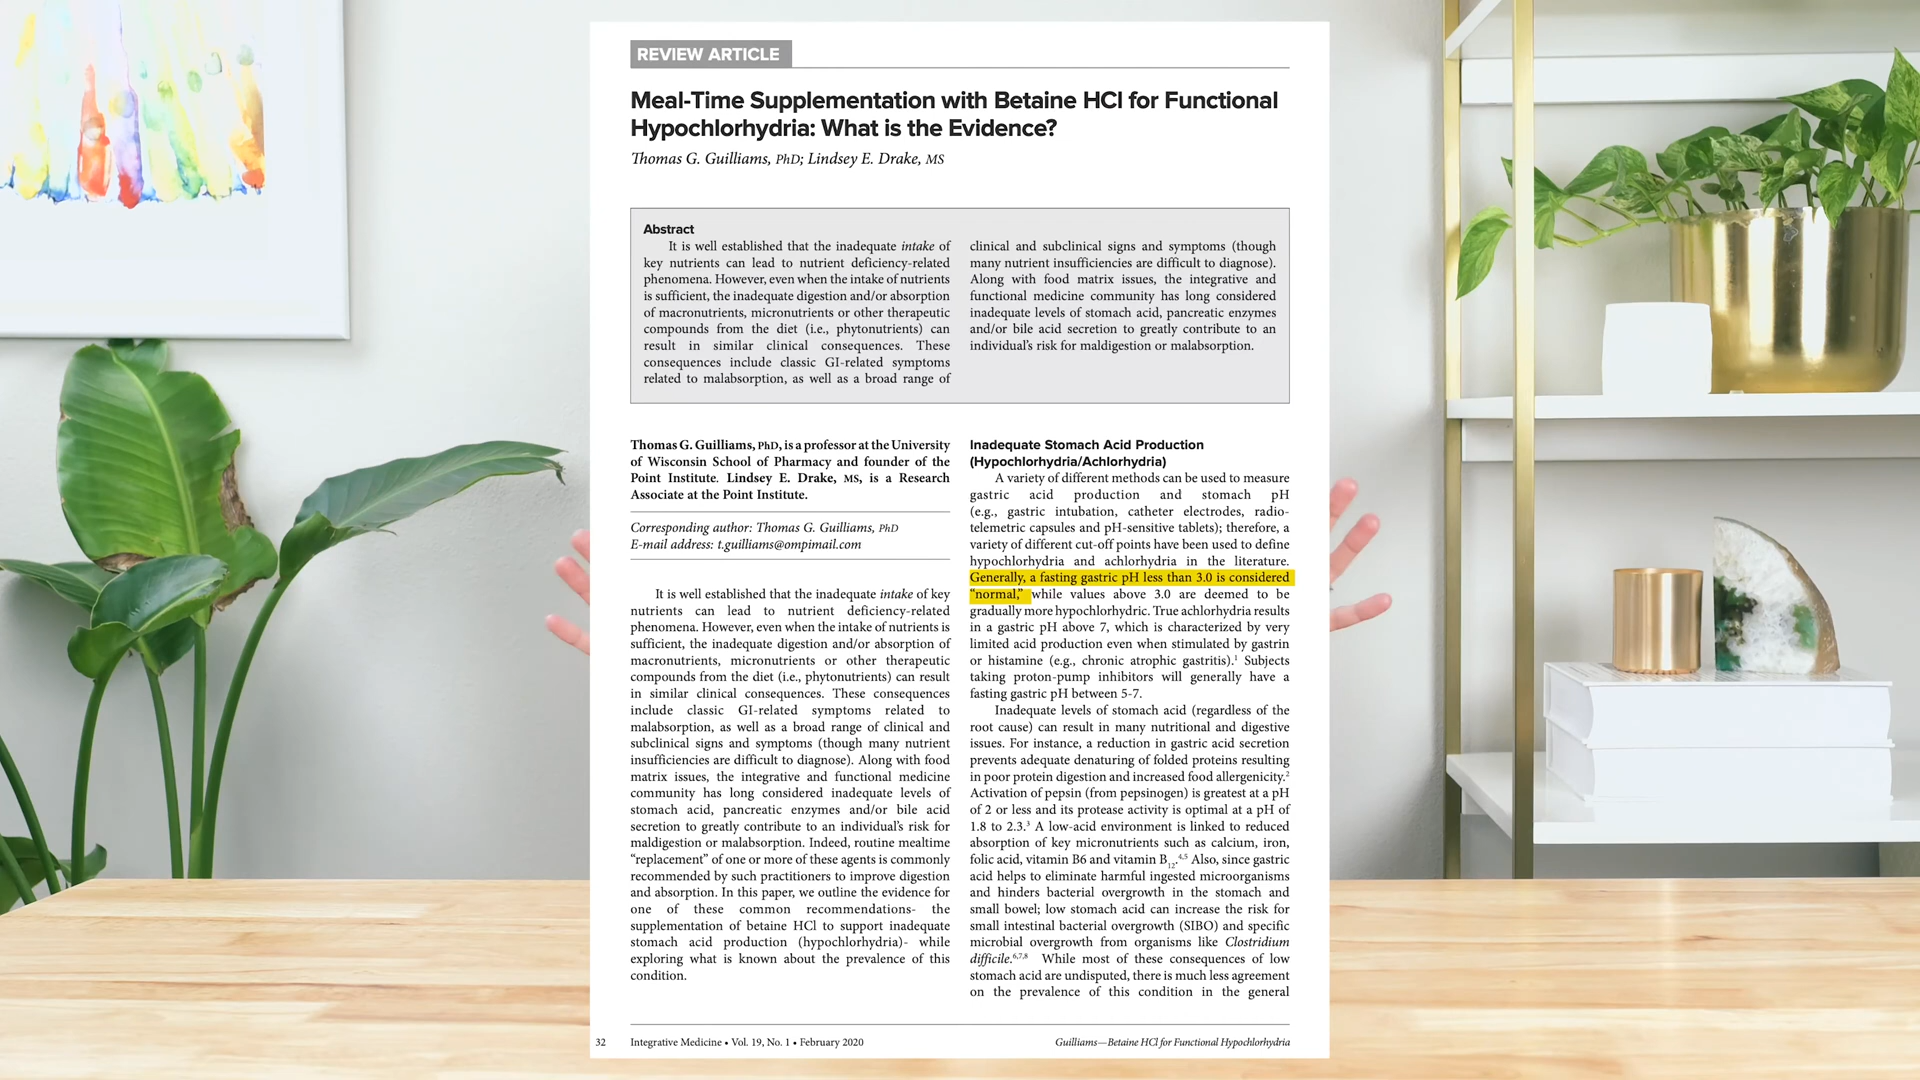 REVIEW ARTICLE
Meal-Time Supplementation with Betaine HCl for Functional
Hypochlorhydria: What is the Evidence?
Thomas G. Guilliams, PhD; Lindsey E. Drake, MS
Abstract
It is well established that the inadequate intake of
key nutrients can lead to nutrient deficiency-related
phenomena. However, even when the intake of nutrients
is sufficient, the inadequate digestion and/or absorption
of macronutrients, micronutrients or other therapeutic
compounds from the diet (i.e., phytonutrients) can
result in similar clinical consequences. These
consequences include classic GI-related symptoms
related to malabsorption, as well as a broad range of
clinical and subclinical signs and symptoms (though
many nutrient insufficiencies are difficult to diagnose).
Along with food matrix issues, the integrative and
functional medicine community has long considered
inadequate levels of stomach acid, pancreatic enzymes
and/or bile acid secretion to greatly contribute to an
individual's risk for maldigestion or malabsorption.
Thomas G. Guilliams, PhD, is a professor at the University
of Wisconsin School of Pharmacy and founder of the
Point Institute. Lindsey E. Drake, MS, is a Research
Associate at the Point Institute.
Corresponding author: Thomas G. Guilliams, PhD
E-mail address: t.guilliams@ompimail.com
It is well established that the inadequate intake of key
nutrients can lead to nutrient deficiency-related
phenomena. However, even when the intake of nutrients is
sufficient, the inadequate digestion and/or absorption of
macronutrients, micronutrients or other therapeutic
compounds from the diet (i.e., phytonutrients) can result
in similar clinical consequences. These consequences
include classic GI-related symptoms related to
malabsorption, as well as a broad range of clinical and
subclinical signs and symptoms (though many nutrient
insufficiencies are difficult to diagnose). Along with food
matrix issues, the integrative and functional medicine
community has long considered inadequate levels of
stomach acid, pancreatic enzymes and/or bile acid
secretion to greatly contribute to an individual's risk for
maldigestion or malabsorption. Indeed, routine mealtime
“replacement” of one or more of these agents is commonly
recommended by such practitioners to improve digestion
and absorption. In this paper, we outline the evidence for
one of these common recommendations- the
supplementation of betaine HCl to support inadequate
stomach acid production (hypochlorhydria)- while
exploring what is known about the prevalence of this
condition.
Inadequate Stomach Acid Production
(Hypochlorhydria/Achlorhydria)
A variety of different methods can be used to measure
gastric acid production and stomach pH
(e.g., gastric intubation, catheter electrodes, radio-
telemetric capsules and pH-sensitive tablets); therefore, a
variety of different cut-off points have been used to define
hypochlorhydria and achlorhydria in the literature.
Generally, a fasting gastric pH less than 3.0 is considered
“normal,” while values above 3.0 are deemed to be
gradually more hypochlorhydric. True achlorhydria results
in a gastric pH above 7, which is characterized by very
limited acid production even when stimulated by gastrin
or histamine (e.g., chronic atrophic gastritis).1 Subjects
taking proton-pump inhibitors will generally have a
fasting gastric pH between 5-7.
Inadequate levels of stomach acid (regardless of the
root cause) can result in many nutritional and digestive
issues. For instance, a reduction in gastric acid secretion
prevents adequate denaturing of folded proteins resulting
in poor protein digestion and increased food allergenicity.2
Activation of pepsin (from pepsinogen) is greatest at a pH
of 2 or less and its protease activity is optimal at a pH of
1.8 to 2.3.3 A low-acid environment is linked to reduced
absorption of key micronutrients such as calcium, iron,
folic acid, vitamin B6 and vitamin B12.4,5 Also, since gastric
acid helps to eliminate harmful ingested microorganisms
and hinders bacterial overgrowth in the stomach and
small bowel; low stomach acid can increase the risk for
small intestinal bacterial overgrowth (SIBO) and specific
microbial overgrowth from organisms like Clostridium
difficile.6,7,8 While most of these consequences of low
stomach acid are undisputed, there is much less agreement
on the prevalence of this condition in the general
32 Integrative Medicine • Vol. 19, No. 1 • February 2020
Guilliams—Betaine HCl for Functional Hypochlorhydria